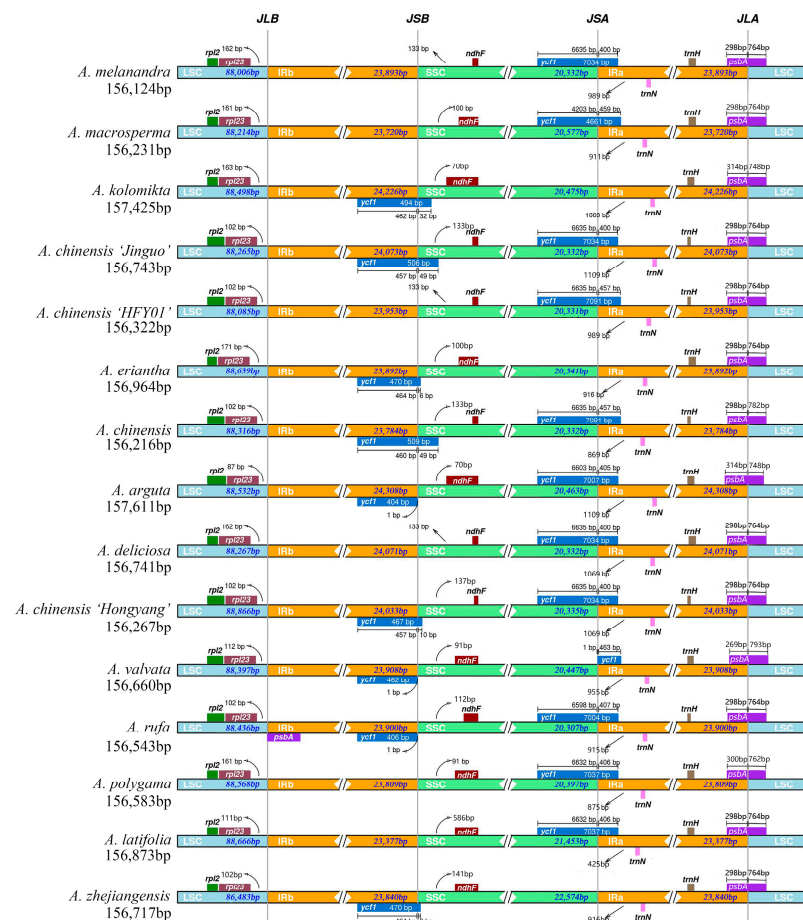 JLB JSB JSA JLA
rpl2 162 bp 133 bp ndhF 6635 bp 400 bp trnH 298bp 764bp
rpl23 ycf1 7034 bp psbA
A. melanandra LSC 88,006bp IRb 23,893bp SSC 20,332bp IRa 23,893bp LSC
156,124bp 989 bp trnN
rpl2 161 bp 100 bp ndhF 4203 bp 459 bp trnH 298bp 764bp
rpl23 ycf1 4661 bp psbA
A. macrosperma LSC 88,214bp IRb 23,720bp SSC 20,577bp IRa 23,720bp LSC
156,231bp 911bp trnN
rpl2 163 bp 70bp ndhF trnH 314bp 748bp
rpl23 psbA
A. kolomikta LSC 88,498bp IRb 24,226bp SSC 20,475bp IRa 24,226bp LSC
157,425bp ycf1 494 bp trnN
462 bp 32 bp
rpl2 102 bp 133bp ndhF 6635 bp 400 bp trnH 298bp 764bp
rpl23 ycf1 7034 bp psbA
A. chinensis ‘Jinguo’ LSC 88,265bp IRb 24,073bp SSC 20,332bp IRa 24,073bp LSC
156,743bp ycf1 506 bp 1109 bp trnN
457 bp 49 bp
rpl2 102 bp 133 bp ndhF 6635 bp 457 bp trnH 298bp 764bp
rpl23 ycf1 7091 bp psbA
A. chinensis ‘HFY01’ LSC 88,085bp IRb 23,953bp SSC 20,331bp IRa 23,953bp LSC
156,322bp 989 bp trnN
rpl2 171 bp 100bp ndhF trnH 298bp 764bp
rpl23 psbA
A. eriantha LSC 88,639bp IRb 23,892bp SSC 20,541bp IRa 23,892bp LSC
156,964bp ycf1 470 bp 916 bp trnN
464 bp 6 bp
rpl2 102 bp 133bp ndhF 6635 bp 457 bp trnH 298bp 782bp
rpl23 ycf1 7091 bp psbA
A. chinensis LSC 88,316bp IRb 23,784bp SSC 20,332bp IRa 23,784bp LSC
156,216bp ycf1 509 bp 869 bp trnN
460 bp 49 bp
rpl2 87 bp 70bp ndhF 6603 bp 405 bp trnH 314bp 748bp
rpl23 ycf1 7007 bp psbA
A. arguta LSC 88,532bp IRb 24,308bp SSC 20,463bp IRa 24,308bp LSC
157,611bp ycf1 404 bp 1109bp trnN
1 bp
rpl2 162 bp 133 bp ndhF 6635 bp 400 bp trnH 298bp 764bp
rpl23 ycf1 7034 bp psbA
A. deliciosa LSC 88,267bp IRb 24,071bp SSC 20,332bp IRa 24,071bp LSC
156,741bp 1069 bp trnN
rpl2 102 bp 137bp ndhF 6635 bp 400 bp trnH 298bp 764bp
rpl23 ycf1 7034 bp psbA
A. chinensis ‘Hongyang’ LSC 88,866bp IRb 24,033bp SSC 20,335bp IRa 24,033bp LSC
156,267bp ycf1 467 bp 1069 bp trnN
457 bp 10 bp
rpl2 112 bp 91bp ndhF 1 bp 463 bp trnH 269bp 793bp
rpl23 ycf1 psbA
A. valvata LSC 88,397bp IRb 23,908bp SSC 20,447bp IRa 23,908bp LSC
156,660bp ycf1 462 bp 955 bp trnN
1 bp
rpl2 102 bp 112bp ndhF 6598 bp 407 bp trnH 298bp 764bp
rpl23 ycf1 7004 bp psbA
A. rufa LSC 88,436bp IRb 23,900bp SSC 20,307bp IRa 23,900bp LSC
156,543bp psbA ycf1 406 bp 915bp trnN
1 bp
rpl2 161 bp 91 bp ndhF 6632 bp 406 bp trnH 300bp 762bp
rpl23 ycf1 7037 bp psbA
A. polygama LSC 88,568bp IRb 23,809bp SSC 20,397bp IRa 23,809bp LSC
156,583bp 875 bp trnN
rpl2 111bp 586bp ndhF 6632 bp 406 bp trnH 298bp 764bp
rpl23 ycf1 7037 bp psbA
A. latifolia LSC 88,666bp IRb 23,377bp SSC 21,453bp IRa 23,377bp LSC
156,873bp 425bp trnN
rpl2 102bp 141bp ndhF trnH 298bp 764bp
rpl23 psbA
A. zhejiangensis LSC 86,483bp IRb 23,840bp SSC 22,574bp IRa 23,840bp LSC
156,717bp ycf1 470 bp trnN